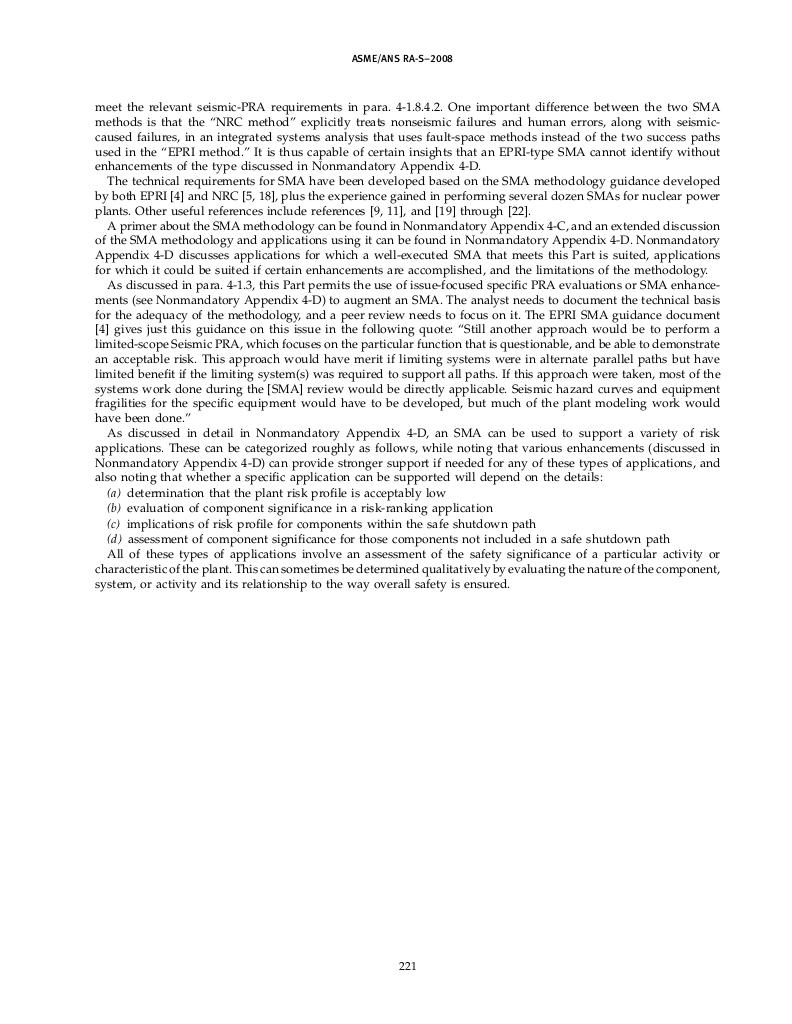 ASME/ANS RA-S–2008
meet the relevant seismic-PRA requirements in para. 4-1.8.4.2. One important difference between the two SMA
methods is that the “NRC method” explicitly treats nonseismic failures and human errors, along with seismic-
caused failures, in an integrated systems analysis that uses fault-space methods instead of the two success paths
used in the “EPRI method.” It is thus capable of certain insights that an EPRI-type SMA cannot identify without
enhancements of the type discussed in Nonmandatory Appendix 4-D.
The technical requirements for SMA have been developed based on the SMA methodology guidance developed
by both EPRI [4] and NRC [5, 18], plus the experience gained in performing several dozen SMAs for nuclear power
plants. Other useful references include references [9, 11], and [19] through [22].
A primer about the SMA methodology can be found in Nonmandatory Appendix 4-C, and an extended discussion
of the SMA methodology and applications using it can be found in Nonmandatory Appendix 4-D. Nonmandatory
Appendix 4-D discusses applications for which a well-executed SMA that meets this Part is suited, applications
for which it could be suited if certain enhancements are accomplished, and the limitations of the methodology.
As discussed in para. 4-1.3, this Part permits the use of issue-focused specific PRA evaluations or SMA enhance-
ments (see Nonmandatory Appendix 4-D) to augment an SMA. The analyst needs to document the technical basis
for the adequacy of the methodology, and a peer review needs to focus on it. The EPRI SMA guidance document
[4] gives just this guidance on this issue in the following quote: “Still another approach would be to perform a
limited-scope Seismic PRA, which focuses on the particular function that is questionable, and be able to demonstrate
an acceptable risk. This approach would have merit if limiting systems were in alternate parallel paths but have
limited benefit if the limiting system(s) was required to support all paths. If this approach were taken, most of the
systems work done during the [SMA] review would be directly applicable. Seismic hazard curves and equipment
fragilities for the specific equipment would have to be developed, but much of the plant modeling work would
have been done.”
As discussed in detail in Nonmandatory Appendix 4-D, an SMA can be used to support a variety of risk
applications. These can be categorized roughly as follows, while noting that various enhancements (discussed in
Nonmandatory Appendix 4-D) can provide stronger support if needed for any of these types of applications, and
also noting that whether a specific application can be supported will depend on the details:
(a) determination that the plant risk profile is acceptably low
(b) evaluation of component significance in a risk-ranking application
(c) implications of risk profile for components within the safe shutdown path
(d) assessment of component significance for those components not included in a safe shutdown path
All of these types of applications involve an assessment of the safety significance of a particular activity or
characteristic of the plant. This can sometimes be determined qualitatively by evaluating the nature of the component,
system, or activity and its relationship to the way overall safety is ensured.
221